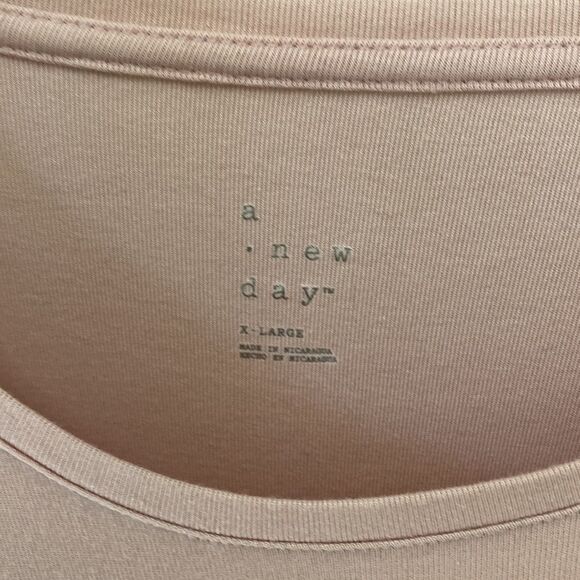 a
· new
day™
X-LARGE
MADE IN NICARAGUA
HECHO EN NICARAGUA